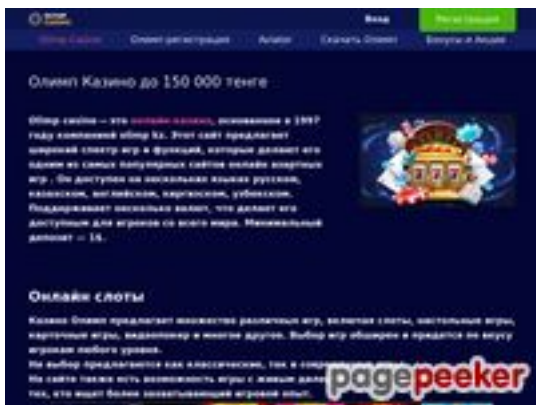 Вход Регистрация
Olimp Casino Олимп регистрация Aviator Скачать Олимп Бонусы и Акции
Олимп Казино до 150 000 тенге
Olimp casino — это онлайн казино, основанное в 1997
году компанией olimp kz. Этот сайт предлагает
широкий спектр игр и функций, которые делают его
одним из самых популярных сайтов онлайн азартных
игр . Он доступен на нескольких языках русском,
казахском, английском, киргизском, узбекском.
Поддерживает несколько валют, что делает его
доступным для игроков со всего мира. Минимальный
депозит — 1$.
777
Онлайн слоты
Казино Олимп предлагает множество различных игр, включая слоты, настольные игры,
карточные игры, видеопокер и многое другое. Выбор игр обширен и придется по вкусу
игрокам любого уровня.
На выбор предлагаются как классические, так и
На сайте также есть возможность игры с живым
тех, кто ищет более захватывающий игровой опыт.
pagepeeker